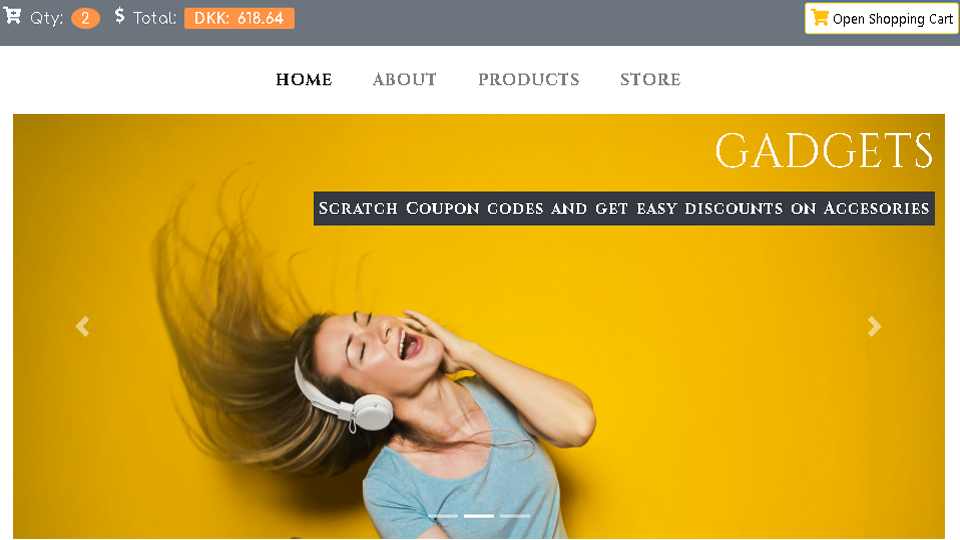 Qty: 2 $ Total: DKK: 618.64 Open Shopping Cart
HOME ABOUT PRODUCTS STORE
GADGETS
Scratch Coupon codes and get easy discounts on Accesories